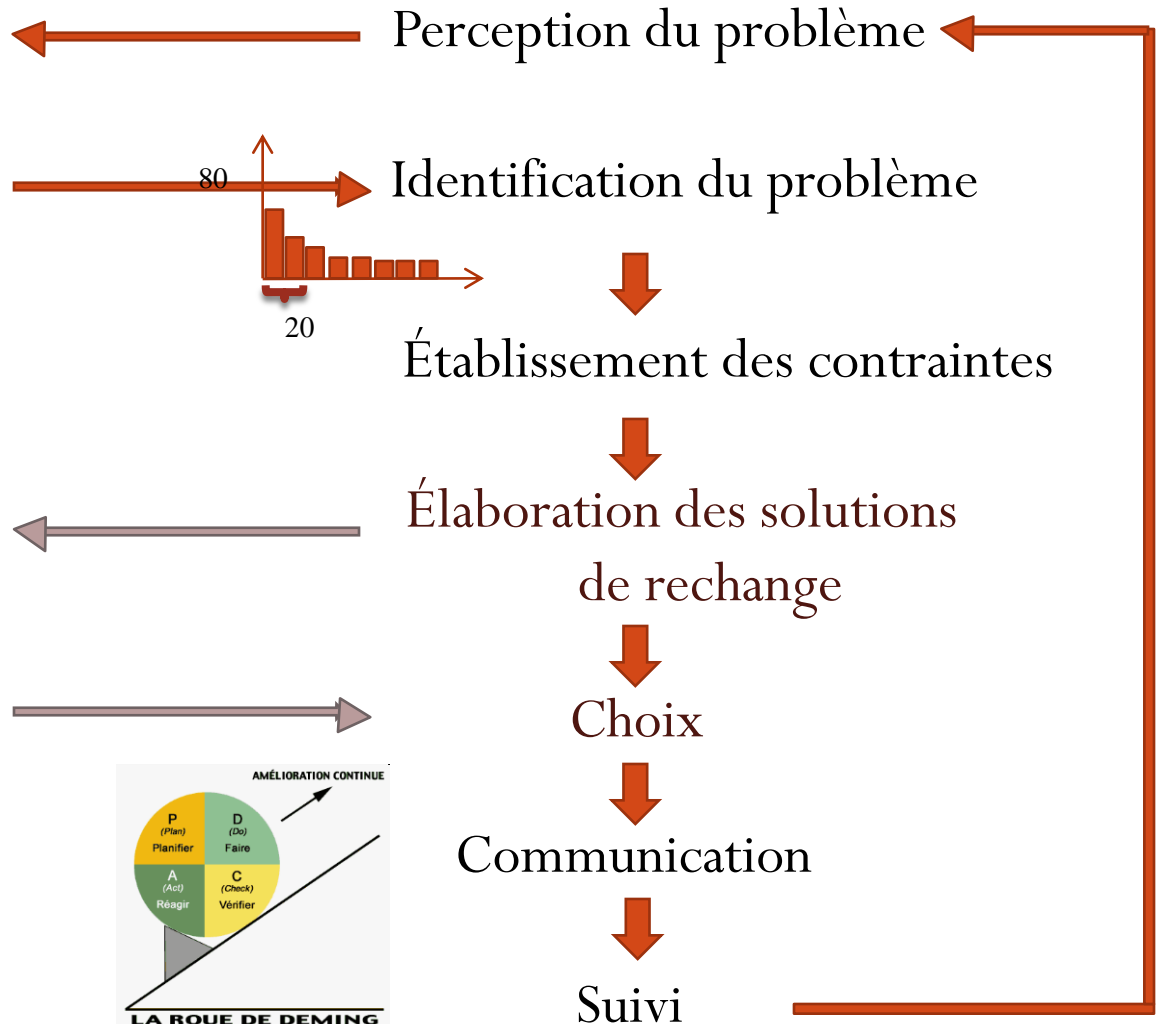 Perception du problème
80
Identification du problème
20
Établissement des contraintes
Élaboration des solutions
de rechange
Choix
AMÉLIORATION CONTINUE
P
(Plan)
Planifier
D
(Do)
Faire
A
(Act)
Réagir
C
(Check)
Vérifier
Communication
Suivi
LA ROUE DE DEMING